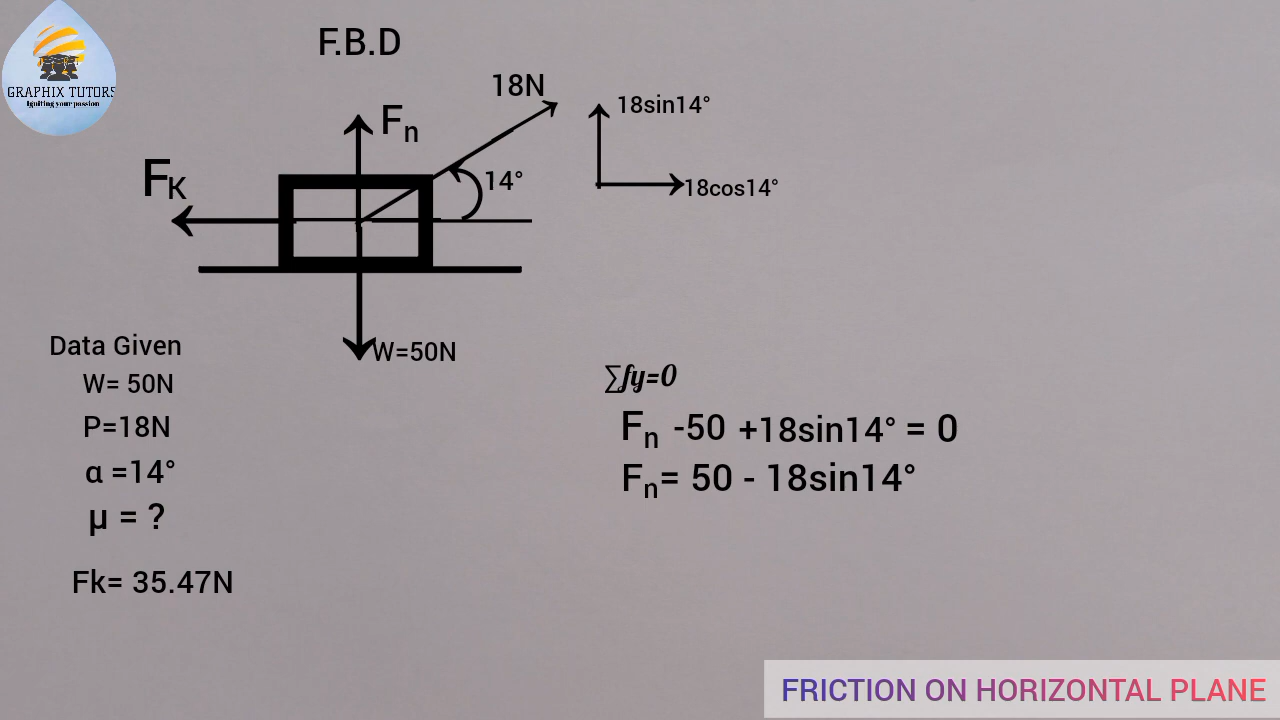 GRAPHIX TUTORS
Igniting your passion
F.B.D
18N
Fn
18sin14°
FK
14°
18cos14°
W=50N
Data Given
W= 50N
P=18N
α =14°
μ = ?
Fk= 35.47N
∑fy=0
Fn -50 +18sin14° = 0
Fn= 50 - 18sin14°
FRICTION ON HORIZONTAL PLANE